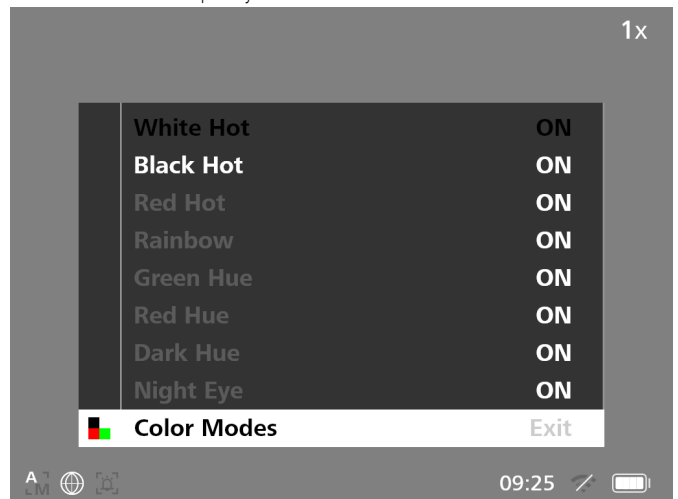 1x
White Hot ON
Black Hot ON
Red Hot ON
Rainbow ON
Green Hue ON
Red Hue ON
Dark Hue ON
Night Eye ON
Color Modes Exit
A M 09:25